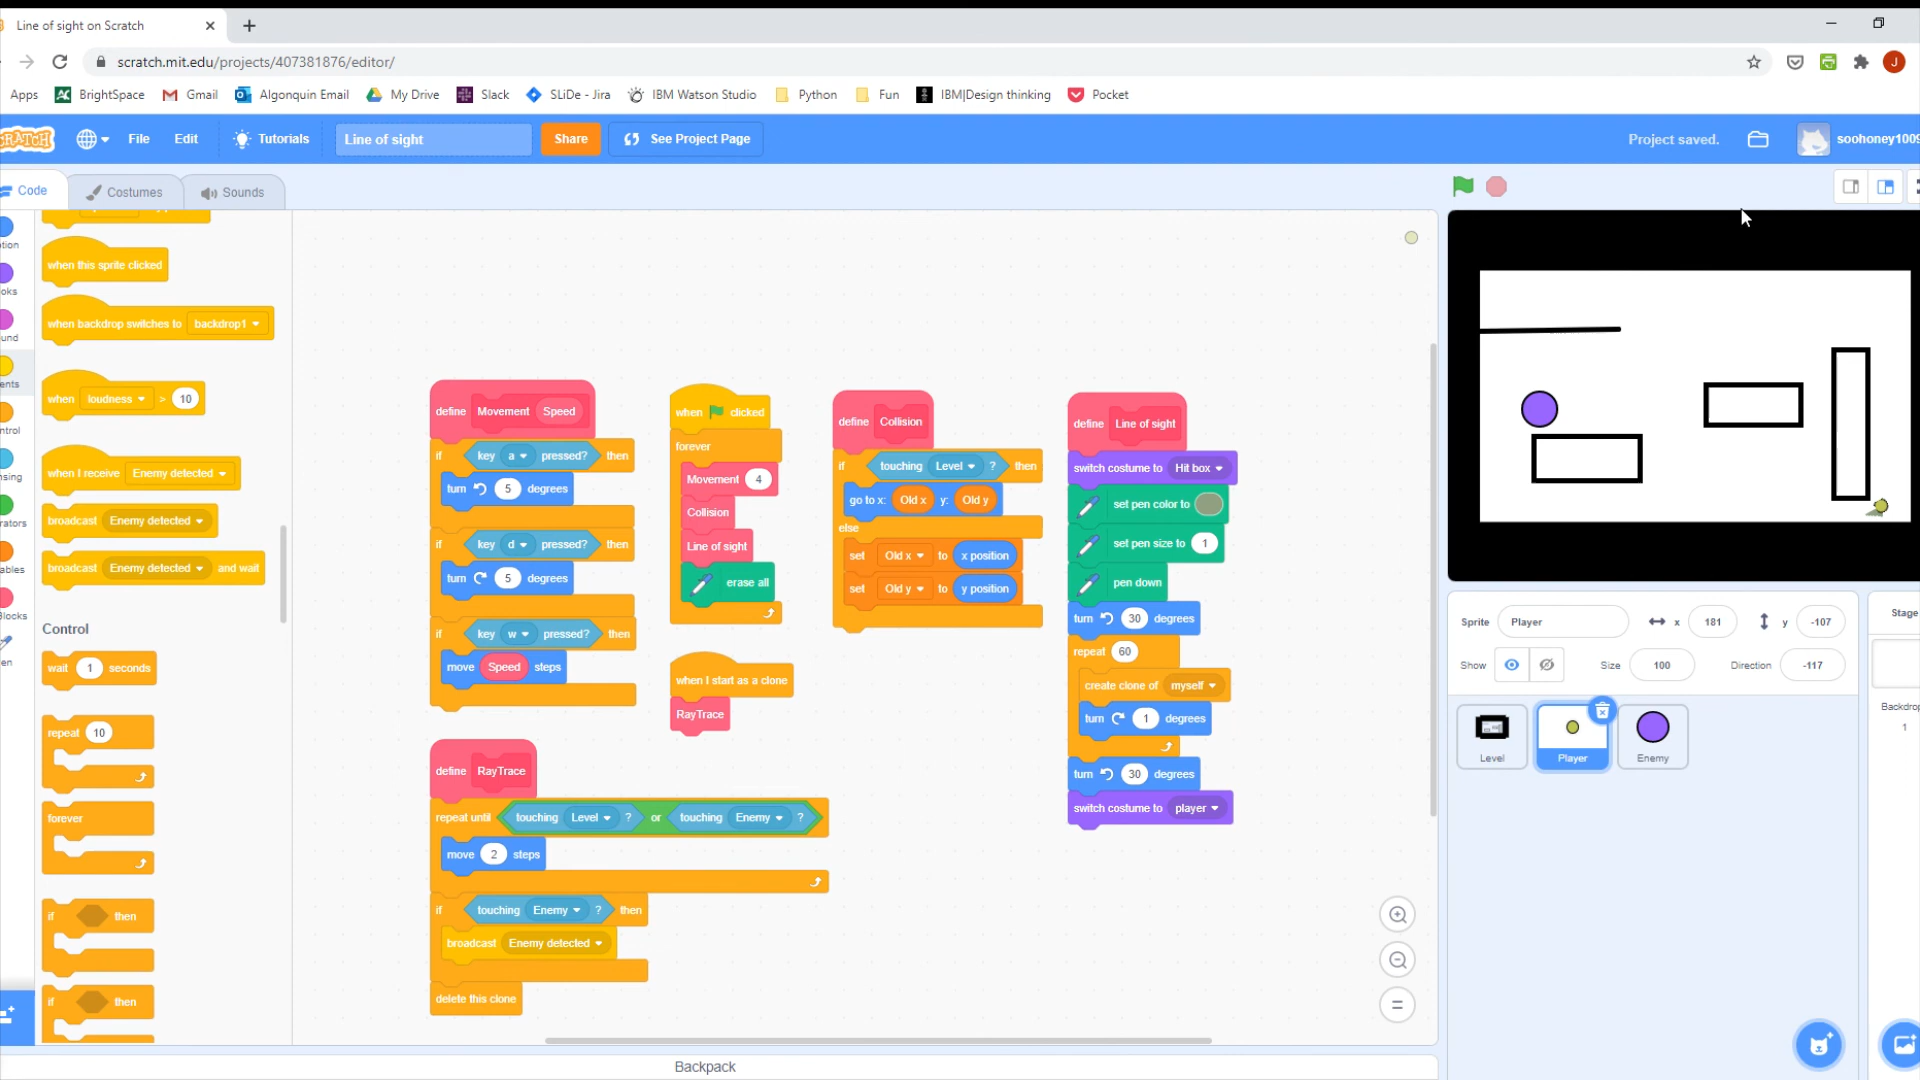 Line of sight on Scratch
scratch.mit.edu/projects/407381876/editor/
J
Apps BrightSpace Gmail Algonquin Email My Drive Slack SLiDe - Jira IBM Watson Studio Python Fun IBM|Design thinking Pocket
File Edit Tutorials Line of sight Share See Project Page Project saved. soohoney1009
Code Costumes Sounds
when this sprite clicked
when backdrop switches to backdrop1
when loudness > 10
when I receive Enemy detected
broadcast Enemy detected
broadcast Enemy detected and wait
Control
wait 1 seconds
repeat 10
forever
if then
if then
define Movement Speed
if key a pressed? then
turn 5 degrees
if key d pressed? then
turn 5 degrees
if key w pressed? then
move Speed steps
when clicked
forever
Movement 4
Collision
Line of sight
erase all
when I start as a clone
RayTrace
define RayTrace
repeat until touching Level ? or touching Enemy ?
move 2 steps
if touching Enemy ? then
broadcast Enemy detected
delete this clone
define Collision
if touching Level ? then
go to x: Old x y: Old y
else
set Old x to x position
set Old y to y position
define Line of sight
switch costume to Hit box
set pen color to
set pen size to 1
pen down
turn 30 degrees
repeat 60
create clone of myself
turn 1 degrees
turn 30 degrees
switch costume to player
Sprite Player x 181 y -107
Show Size 100 Direction -117
Level
Player
Enemy
Stage
1
Backpack